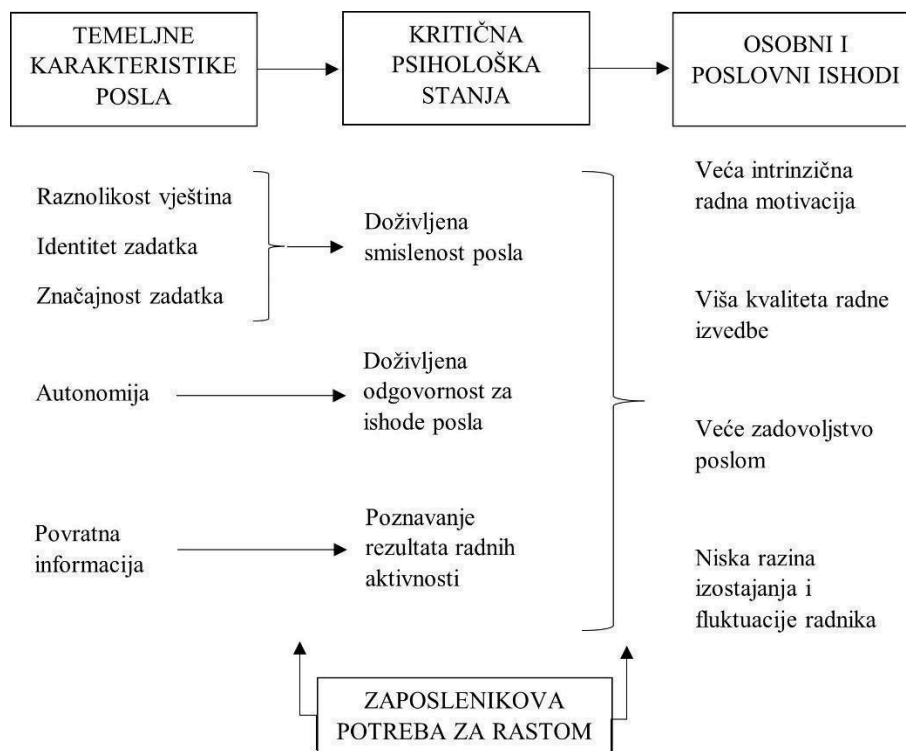 TEMELJNE
KARAKTERISTIKE
POSLA
KRITIČNA
PSIHOLOŠKA
STANJA
OSOBNI I
POSLOVNI ISHODI
Raznolikost vještina
Identitet zadatka
Značajnost zadatka
Doživljena
smislenost posla
Autonomija
Doživljena
odgovornost za
ishode posla
Povratna
informacija
Poznavanje
rezultata radnih
aktivnosti
Veća intrinzična
radna motivacija
Viša kvaliteta radne
izvedbe
Veće zadovoljstvo
poslom
Niska razina
izostajanja i
fluktuacije radnika
ZAPOSLENIKOVA
POTREBA ZA RASTOM